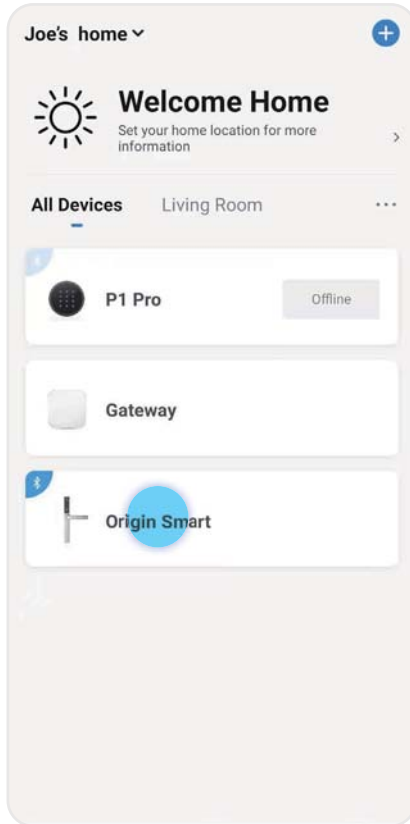 Joe's home
Welcome Home
Set your home location for more
information
All Devices Living Room
P1 Pro
Offline
Gateway
Origin Smart